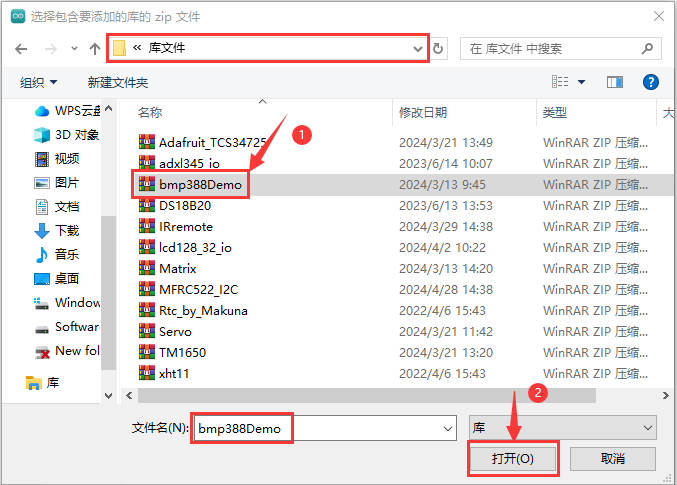 选择包含要添加的库的 zip 文件
« 库文件
在 库文件 中搜索
组织 新建文件夹
名称 修改日期 类型 大
WPS云盘
3D 对象
视频
图片
文档
下载
音乐
桌面
Window
Software
New fol
库
Adafruit_TCS34725 2024/3/21 13:49 WinRAR ZIP 压缩...
adxl345_io 2023/6/14 10:07 WinRAR ZIP 压缩...
bmp388Demo 2024/3/13 9:45 WinRAR ZIP 压缩...
DS18B20 2023/6/13 13:53 WinRAR ZIP 压缩...
IRremote 2024/3/29 14:38 WinRAR ZIP 压缩...
lcd128_32_io 2024/4/2 10:22 WinRAR ZIP 压缩...
Matrix 2024/3/13 14:20 WinRAR ZIP 压缩...
MFRC522_I2C 2024/4/28 14:38 WinRAR ZIP 压缩...
Rtc_by_Makuna 2022/4/6 15:43 WinRAR ZIP 压缩...
Servo 2024/3/21 11:42 WinRAR ZIP 压缩...
TM1650 2024/3/21 13:20 WinRAR ZIP 压缩...
xht11 2022/4/6 15:43 WinRAR ZIP 压缩...
1
2
文件名(N): bmp388Demo 库
打开(O) 取消